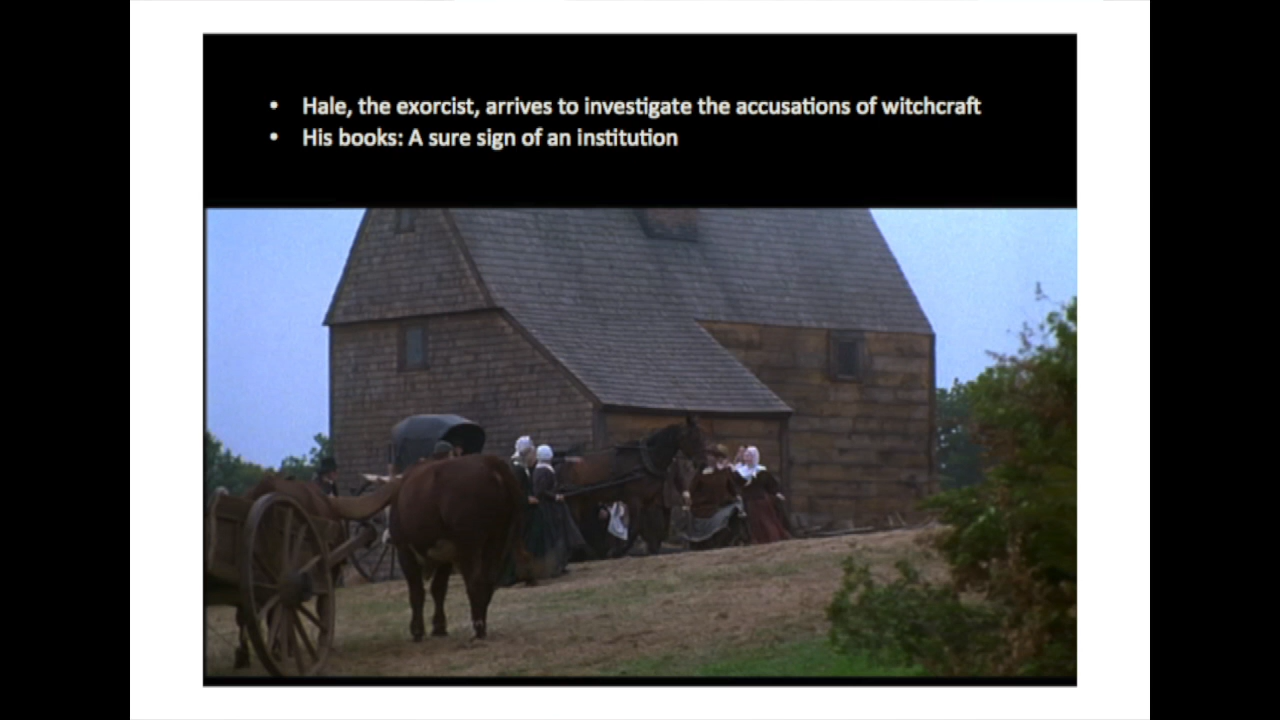 • Hale, the exorcist, arrives to investigate the accusations of witchcraft
• His books: A sure sign of an institution